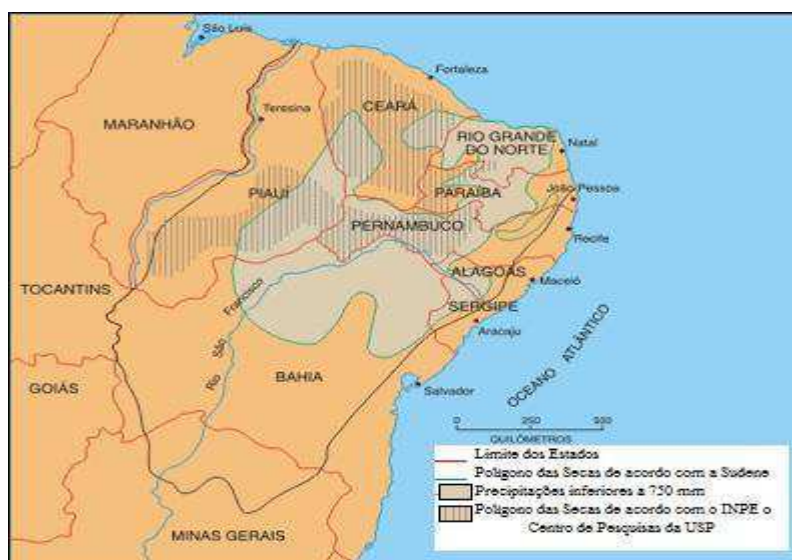 São Luís
Fortaleza
CEARÁ
Teresina
MARANHÃO
RIO GRANDE
DO NORTE
Natal
João Pessoa
PARAÍBA
PIAUÍ
PERNAMBUCO
Recife
ALAGOAS
TOCANTINS
Maceió
SERGIPE
Rio São Francisco
Aracaju
OCEANO ATLÂNTICO
BAHIA
GOIÁS
Salvador
0 250 500
QUILÔMETROS
Limite dos Estados
Polígono das Secas de acordo com a Sudene
Precipitações inferiores a 750 mm
Polígono das Secas de acordo com o INPE o
Centro de Pesquisas da USP
MINAS GERAIS